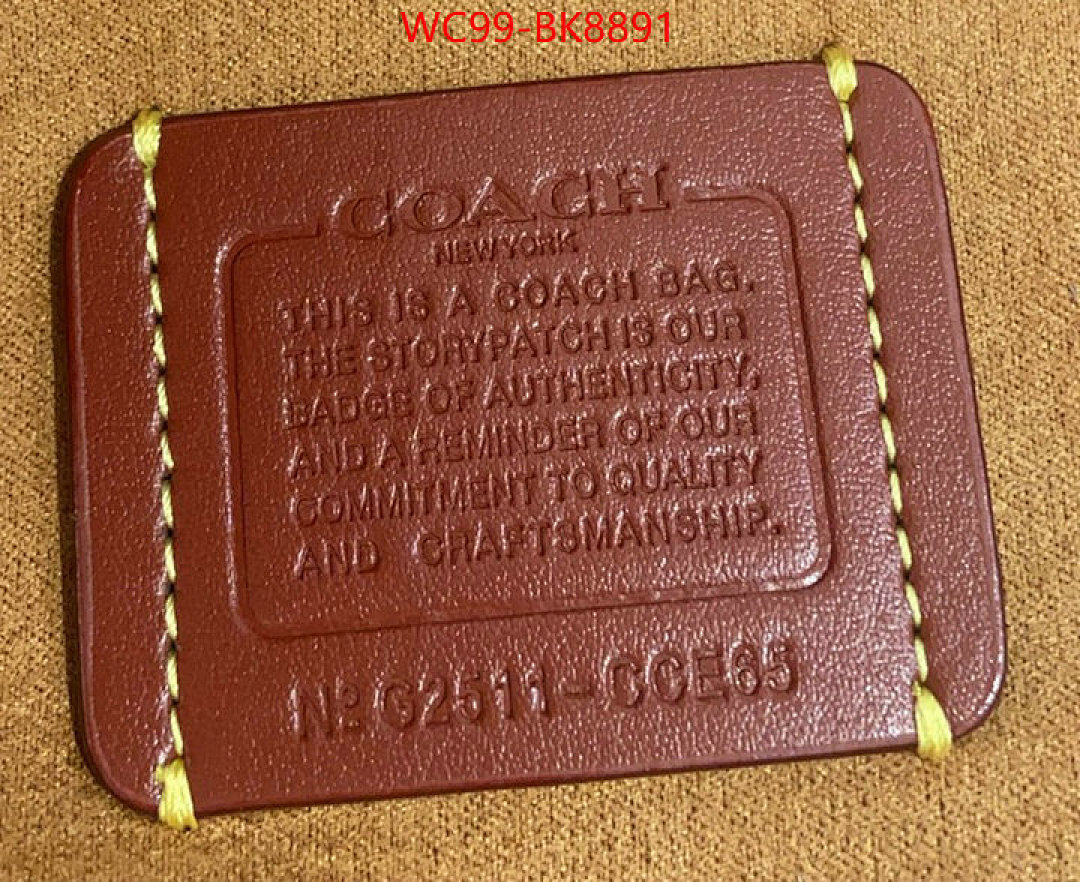 WC99-BK8891
COACH
NEW YORK
THIS IS A COACH BAG.
THE STORYPATCH IS OUR
BADGE OF AUTHENTICITY,
AND A REMINDER OF OUR
COMMITMENT TO QUALITY
AND CRAFTSMANSHIP.
Nº G2511-CCE65